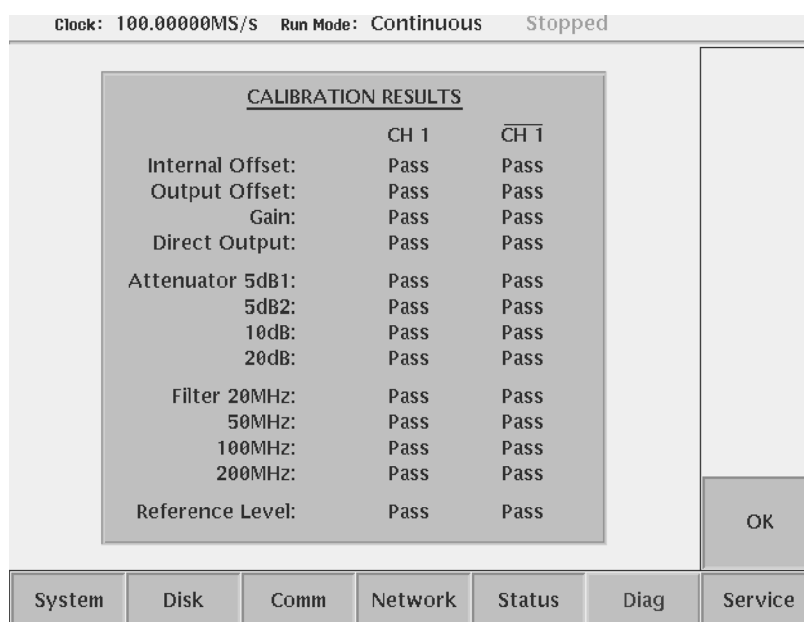 Clock: 100.00000MS/s Run Mode: Continuous Stopped
CALIBRATION RESULTS
CH 1 CH 1
Internal Offset: Pass Pass
Output Offset: Pass Pass
Gain: Pass Pass
Direct Output: Pass Pass
Attenuator 5dB1: Pass Pass
5dB2: Pass Pass
10dB: Pass Pass
20dB: Pass Pass
Filter 20MHz: Pass Pass
50MHz: Pass Pass
100MHz: Pass Pass
200MHz: Pass Pass
Reference Level: Pass Pass
OK
System Disk Comm Network Status Diag Service